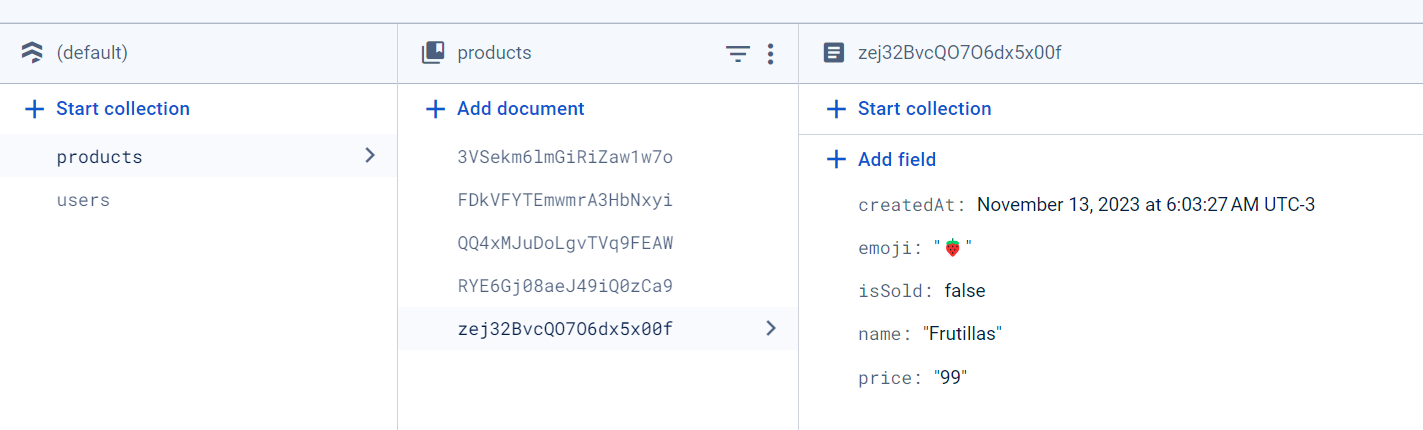 (default)
Start collection
products
users
products
Add document
3VSekm6lmGiRiZaw1w7o
FDkVFYTEmwmrA3HbNxyi
QQ4xMJuDoLgvTVq9FEAW
RYE6Gj08aeJ49iQ0zCa9
zej32BvcQO7O6dx5x00f
zej32BvcQO7O6dx5x00f
Start collection
Add field
createdAt: November 13, 2023 at 6:03:27 AM UTC-3
emoji: "🍓"
isSold: false
name: "Frutillas"
price: "99"